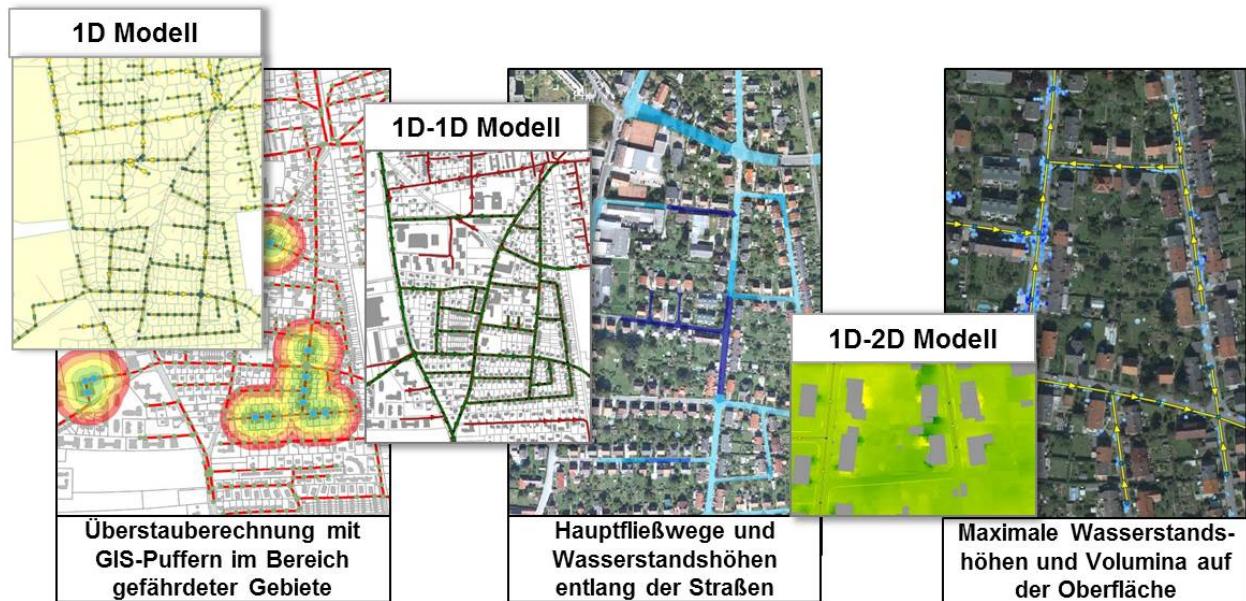 1D Modell
1D-1D Modell
1D-2D Modell
Überstauberechnung mit
GIS-Puffern im Bereich
gefährdeter Gebiete
Hauptfließwege und
Wasserstandshöhen
entlang der Straßen
Maximale Wasserstands-
höhen und Volumina auf
der Oberfläche